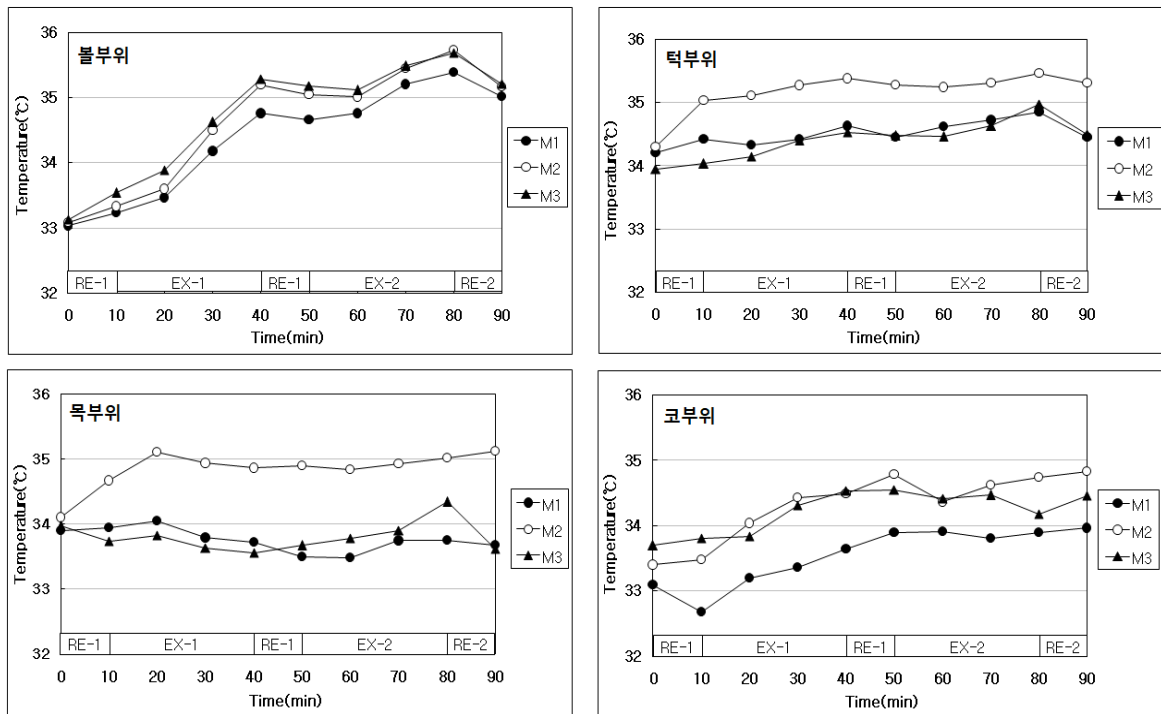 볼부위
Temperature(℃)
36
35
34
33
32
RE-1 EX-1 RE-1 EX-2 RE-2
0 10 20 30 40 50 60 70 80 90
Time(min)
M1
M2
M3
턱부위
Temperature(℃)
36
35
34
33
32
RE-1 EX-1 RE-1 EX-2 RE-2
0 10 20 30 40 50 60 70 80 90
Time(min)
M1
M2
M3
목부위
Temperature(℃)
36
35
34
33
32
RE-1 EX-1 RE-1 EX-2 RE-2
0 10 20 30 40 50 60 70 80 90
Time(min)
M1
M2
M3
코부위
Temperature(℃)
36
35
34
33
32
RE-1 EX-1 RE-1 EX-2 RE-2
0 10 20 30 40 50 60 70 80 90
Time(min)
M1
M2
M3